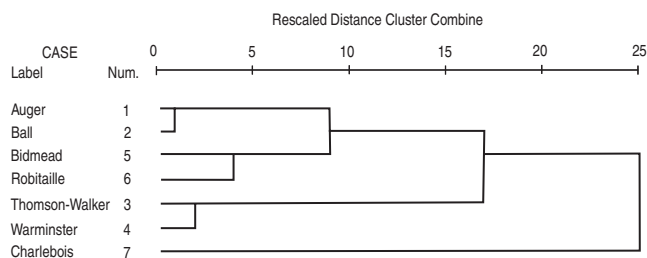 Rescaled Distance Cluster Combine
CASE 0 5 10 15 20 25
Label Num.
Auger 1
Ball 2
Bidmead 5
Robitaille 6
Thomson-Walker 3
Warminster 4
Charlebois 7